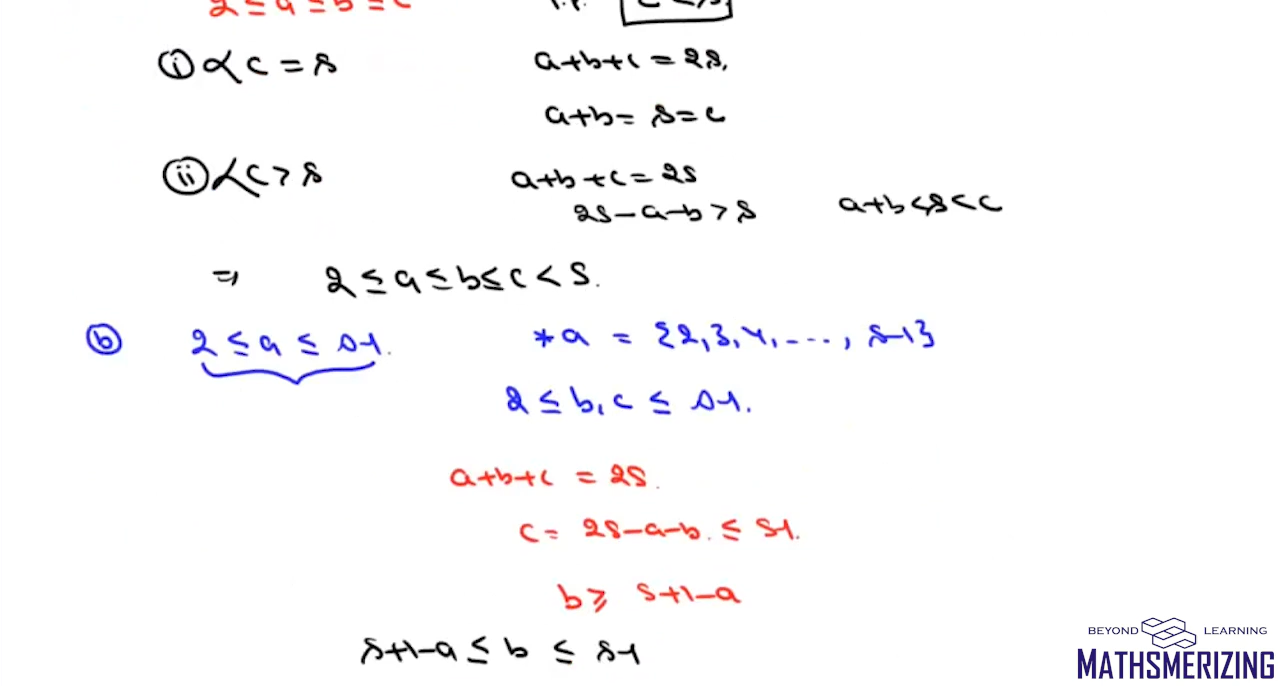 2 ≤ a ≤ b ≤ c
(i) ∠c = s a+b+c = 2s,
a+b = s = c
(ii) ∠c > s a+b+c = 2s
2s-a-b > s a+b<s<c
⇒ 2 ≤ a ≤ b ≤ c < s.
(b) 2 ≤ a ≤ s-1. *a = {2,3,4,..., s-1}
2 ≤ b, c ≤ s-1.
a+b+c = 2s.
c = 2s-a-b. ≤ s-1.
b ≥ s+1-a
s+1-a ≤ b ≤ s-1
BEYOND LEARNING
MATHSMERIZING